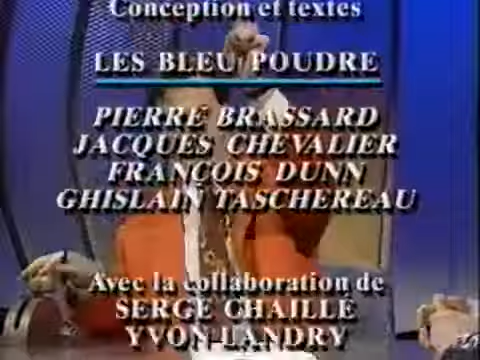 Conception et textes
LES BLEU POUDRE
PIERRE BRASSARD
JACQUES CHEVALIER
FRANÇOIS DUNN
GHISLAIN TASCHEREAU
Avec la collaboration de
SERGE CHAILLÉ
YVON LANDRY